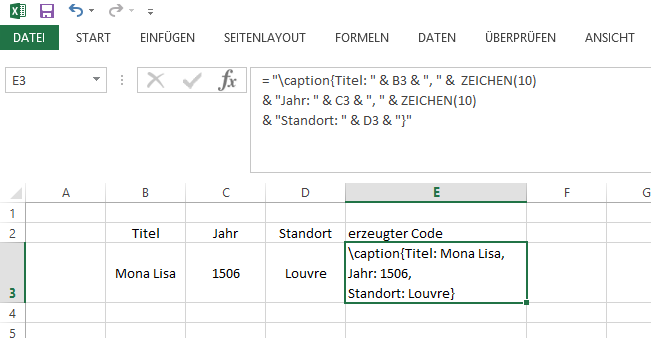 DATEI START EINFÜGEN SEITENLAYOUT FORMELN DATEN ÜBERPRÜFEN ANSICHT
E3 fx = "\caption{Titel: " & B3 & ", " & ZEICHEN(10)
& "Jahr: " & C3 & ", " & ZEICHEN(10)
& "Standort: " & D3 & "}"
A B C D E F G
1
2 Titel Jahr Standort erzeugter Code
\caption{Titel: Mona Lisa,
Mona Lisa 1506 Louvre Jahr: 1506,
3 Standort: Louvre}
4
5